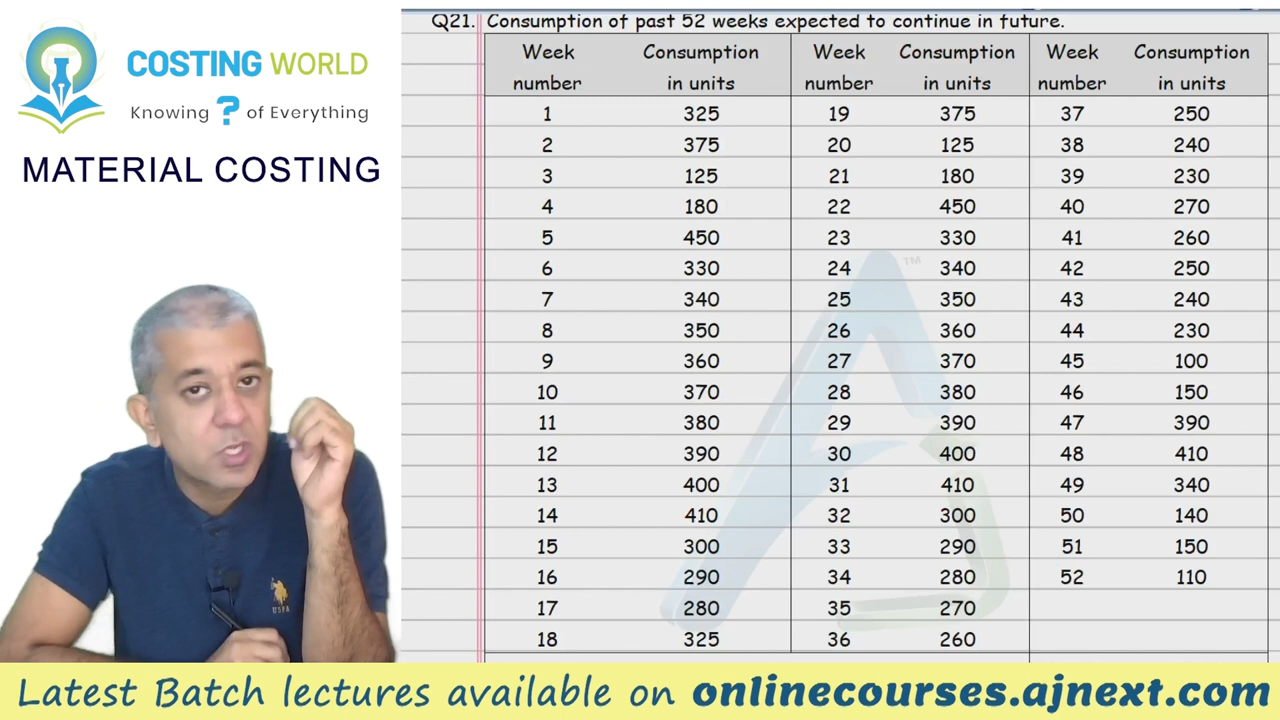 COSTING WORLD
Knowing ? of Everything
MATERIAL COSTING
Q21. Consumption of past 52 weeks expected to continue in future.
Week number Consumption in units Week number Consumption in units Week number Consumption in units
1 325 19 375 37 250
2 375 20 125 38 240
3 125 21 180 39 230
4 180 22 450 40 270
5 450 23 330 41 260
6 330 24 340 42 250
7 340 25 350 43 240
8 350 26 360 44 230
9 360 27 370 45 100
10 370 28 380 46 150
11 380 29 390 47 390
12 390 30 400 48 410
13 400 31 410 49 340
14 410 32 300 50 140
15 300 33 290 51 150
16 290 34 280 52 110
17 280 35 270
18 325 36 260
TM
U.S.P.A.
Latest Batch lectures available on onlinecourses.ajnext.com